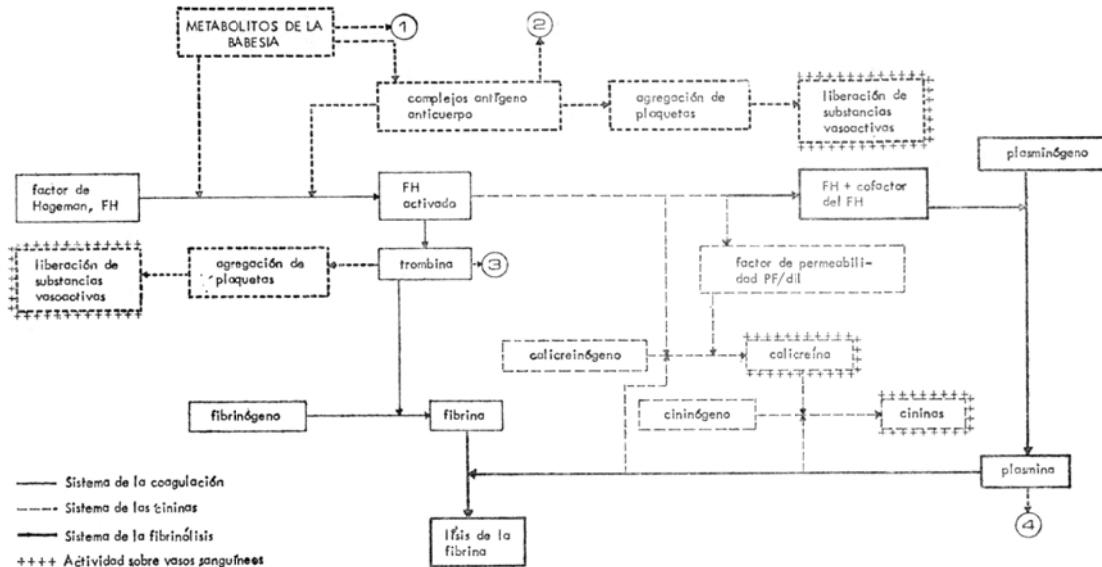 METABOLITOS DE LA
BABESIA
1
2
complejos antígeno
anticuerpo
agregación de
plaquetas
liberación de
substancias
vasoactivas
plasminógeno
factor de
Hageman, FH
FH
activado
FH + cofactor
del FH
liberación de
substancias
vasoactivas
agregación de
plaquetas
trombina
3
factor de permeabili-
dad PF/dil
calicreinógeno
calicreína
fibrinógeno
fibrina
cininógeno
cininas
plasmina
4
lísis de la
fibrina
Sistema de la coagulación
Sistema de las cininas
Sistema de la fibrinólisis
++++ Actividad sobre vasos sanguíneos